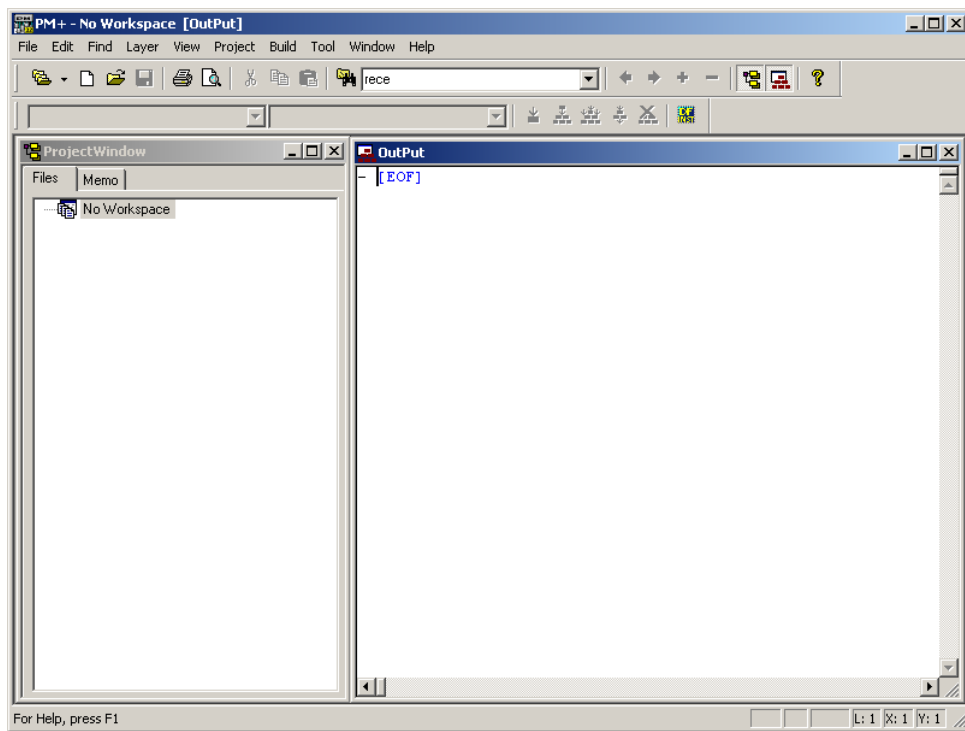 PM+ - No Workspace [OutPut]
File Edit Find Layer View Project Build Tool Window Help
rece
ProjectWindow
OutPut
Files Memo
No Workspace
[EOF]
For Help, press F1
L: 1 X: 1 Y: 1